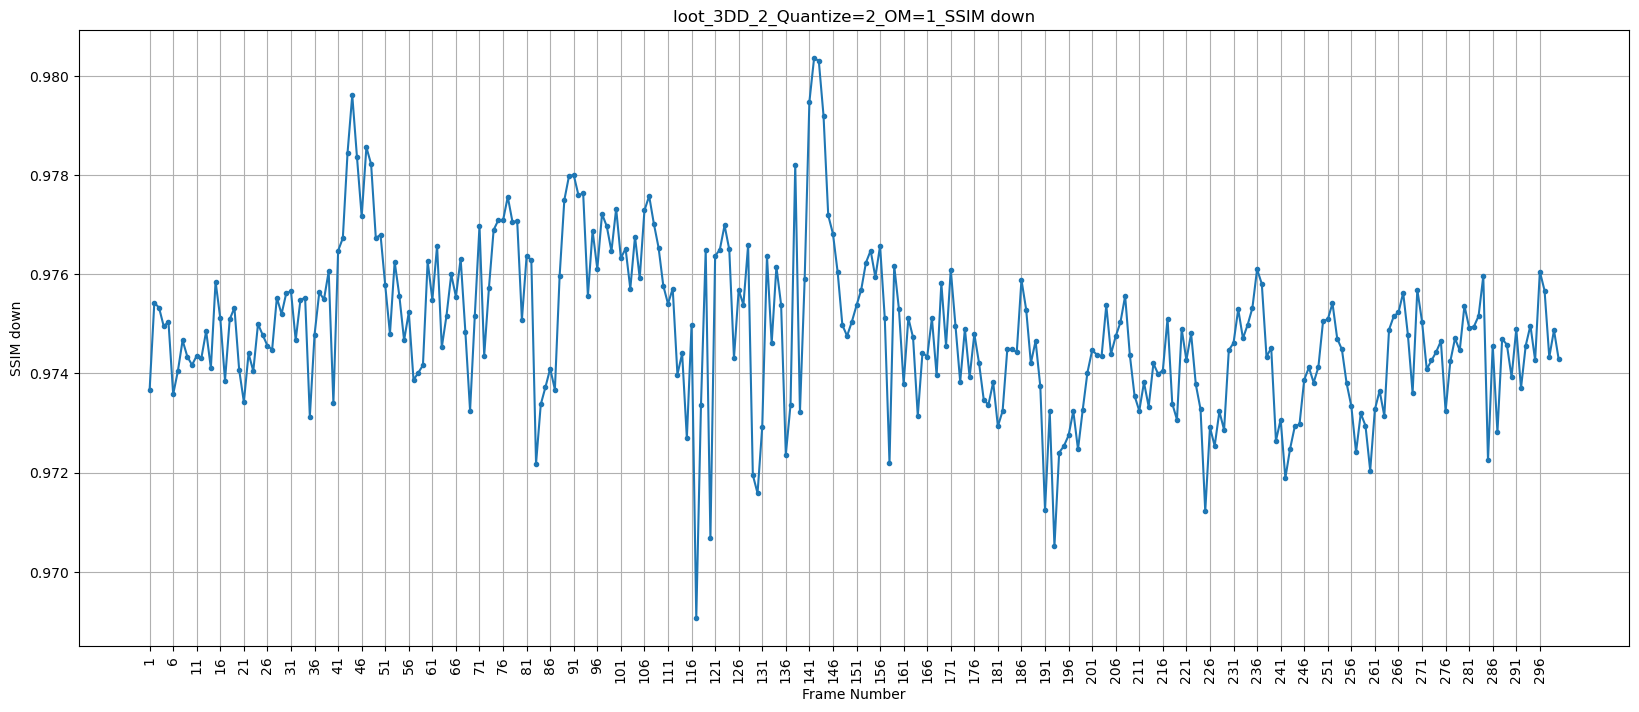 loot_3DD_2_Quantize=2_OM=1_SSIM down
0.980
0.978
0.976
0.974
0.972
0.970
SSIM down
1 6 11 16 21 26 31 36 41 46 51 56 61 66 71 76 81 86 91 96 101 106 111 116 121 126 131 136 141 146 151 156 161 166 171 176 181 186 191 196 201 206 211 216 221 226 231 236 241 246 251 256 261 266 271 276 281 286 291 296
Frame Number